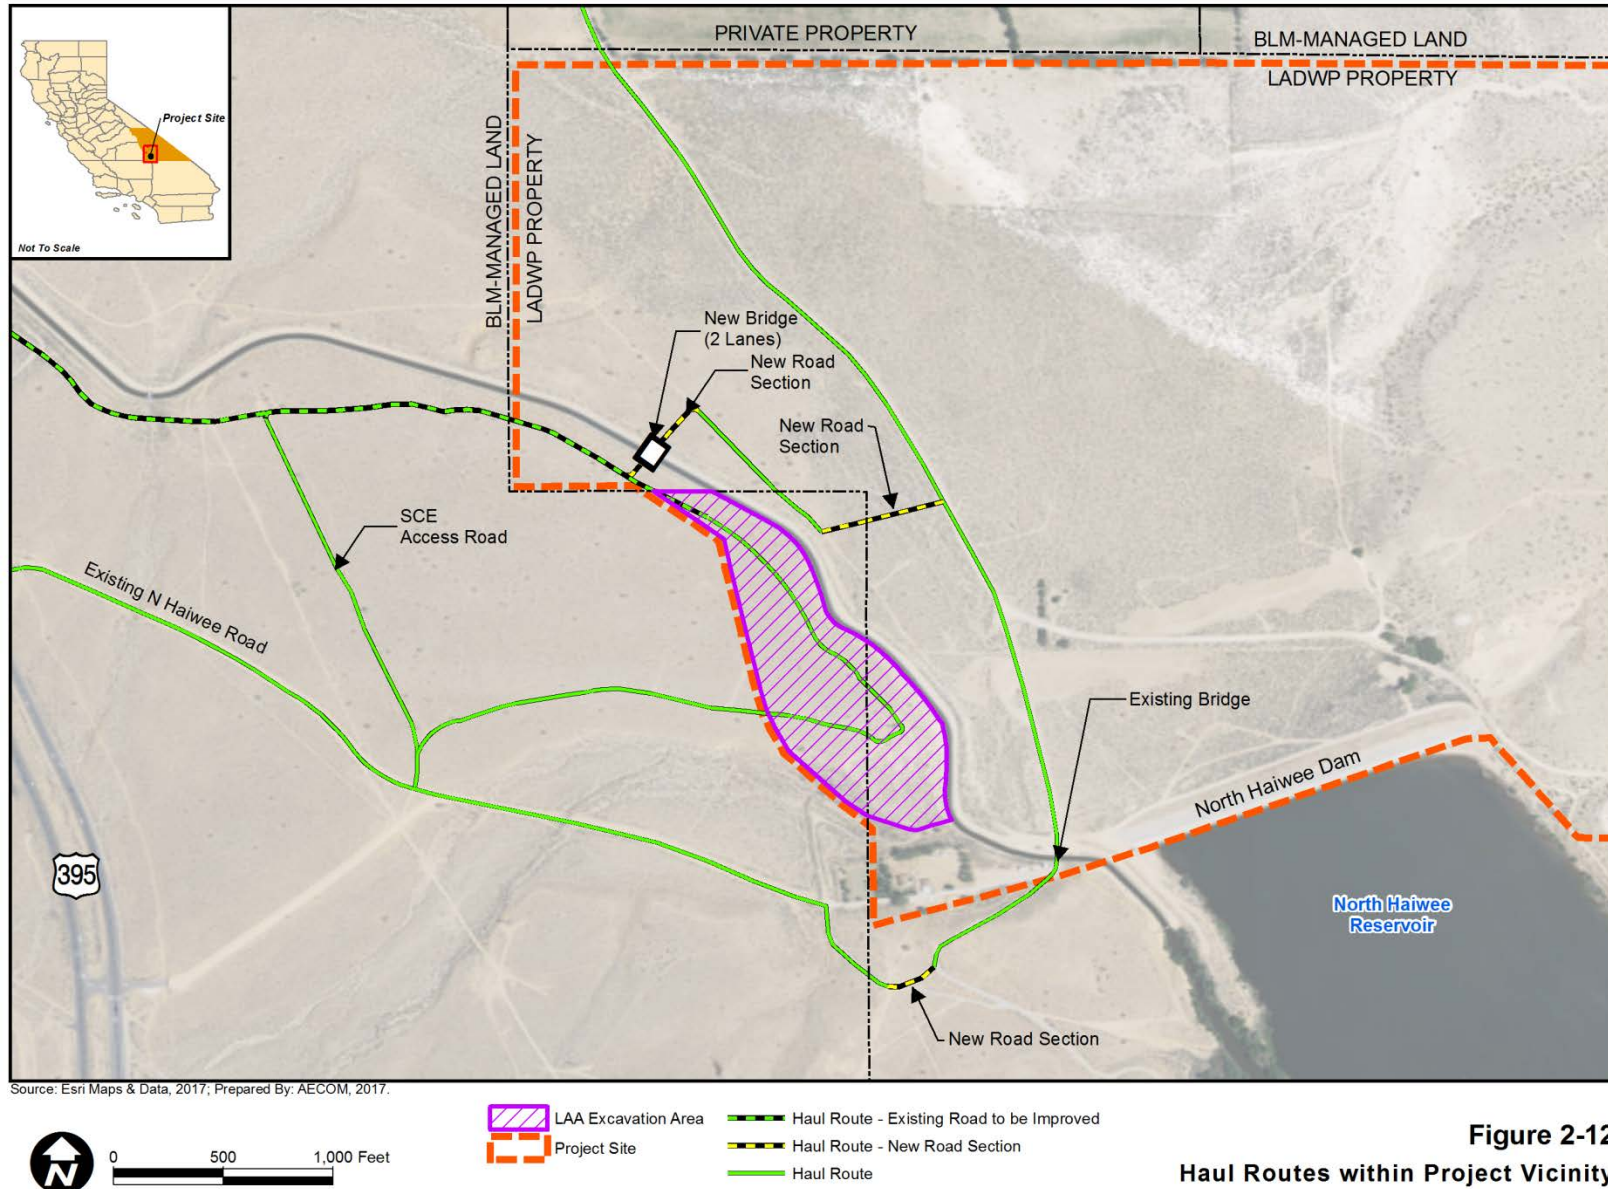 PRIVATE PROPERTY
BLM-MANAGED LAND
LADWP PROPERTY
Project Site
Not To Scale
BLM-MANAGED LAND
LADWP PROPERTY
New Bridge
(2 Lanes)
New Road
Section
New Road
Section
SCE
Access Road
Existing N Haiwee Road
Existing Bridge
North Haiwee Dam
395
North Haiwee
Reservoir
New Road Section
Source: Esri Maps & Data, 2017; Prepared By: AECOM, 2017.
N
0 500 1,000 Feet
LAA Excavation Area
Project Site
Haul Route - Existing Road to be Improved
Haul Route - New Road Section
Haul Route
Figure 2-12
Haul Routes within Project Vicinity